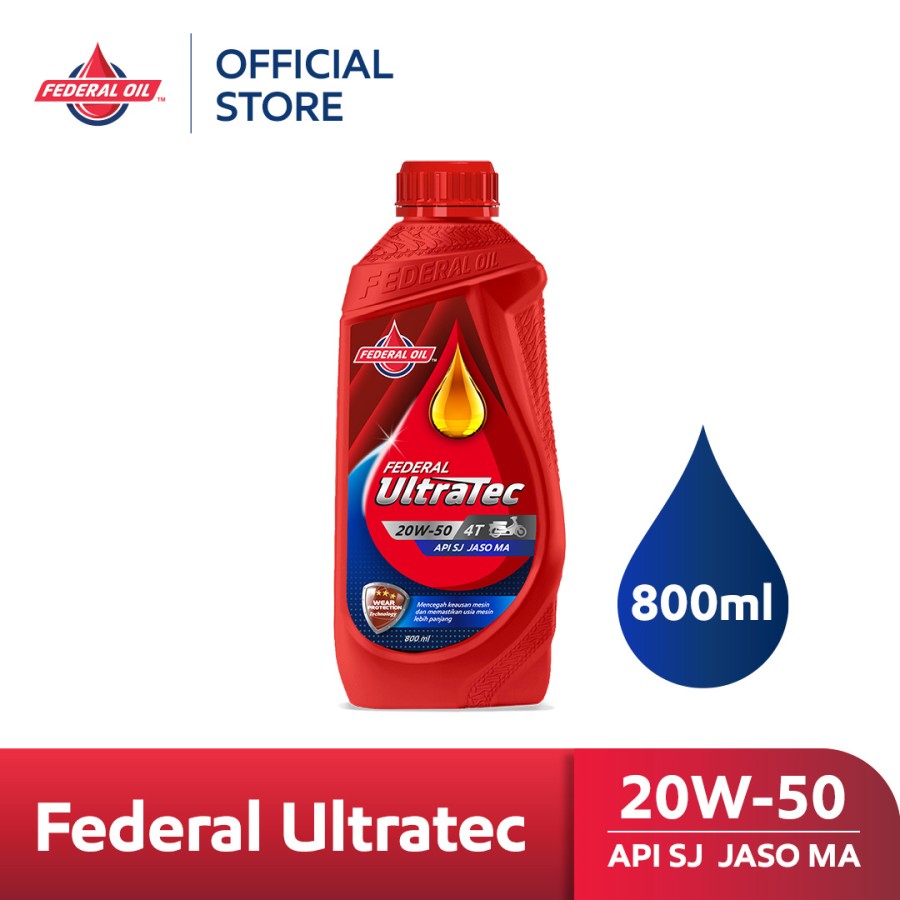 FEDERAL OIL™
OFFICIAL
STORE
FEDERAL OIL
FEDERAL OIL™
FEDERAL
UltraTec
20W-50 4T
API SJ JASO MA
WEAR
PROTECTION
Technology
Mencegah keausan mesin
dan memastikan usia mesin
lebih panjang
800 ml
800ml
Federal Ultratec
20W-50
API SJ JASO MA